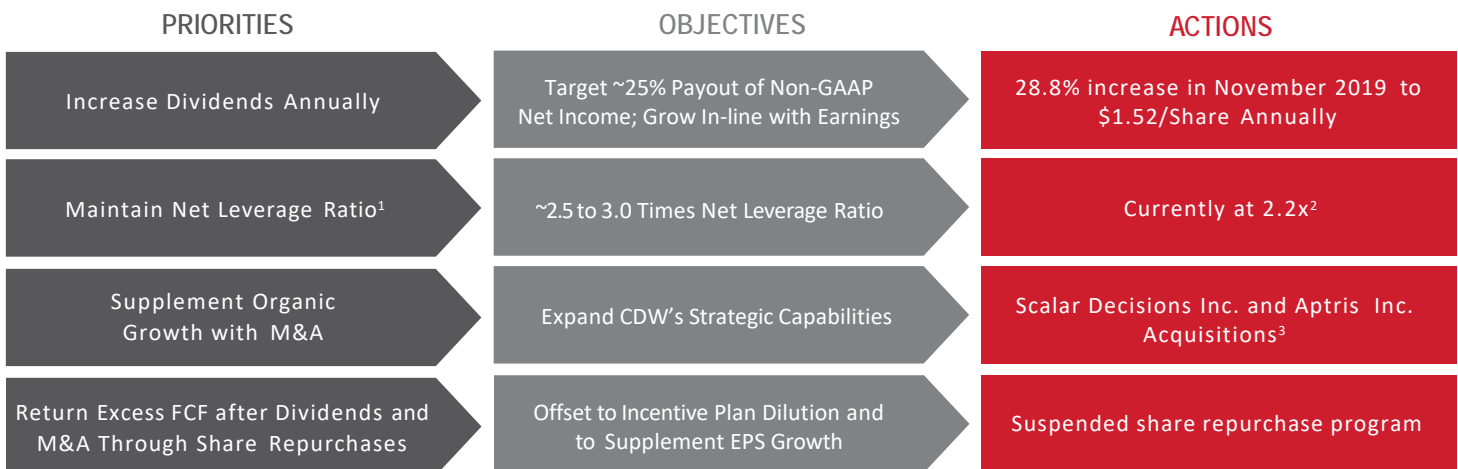 PRIORITIES
OBJECTIVES
ACTIONS
Increase Dividends Annually
Target ~25% Payout of Non-GAAP
Net Income; Grow In-line with Earnings
28.8% increase in November 2019 to
$1.52/Share Annually
Maintain Net Leverage Ratio¹
~2.5 to 3.0 Times Net Leverage Ratio
Currently at 2.2x²
Supplement Organic
Growth with M&A
Expand CDW’s Strategic Capabilities
Scalar Decisions Inc. and Aptris Inc.
Acquisitions³
Return Excess FCF after Dividends and
M&A Through Share Repurchases
Offset to Incentive Plan Dilution and
to Supplement EPS Growth
Suspended share repurchase program